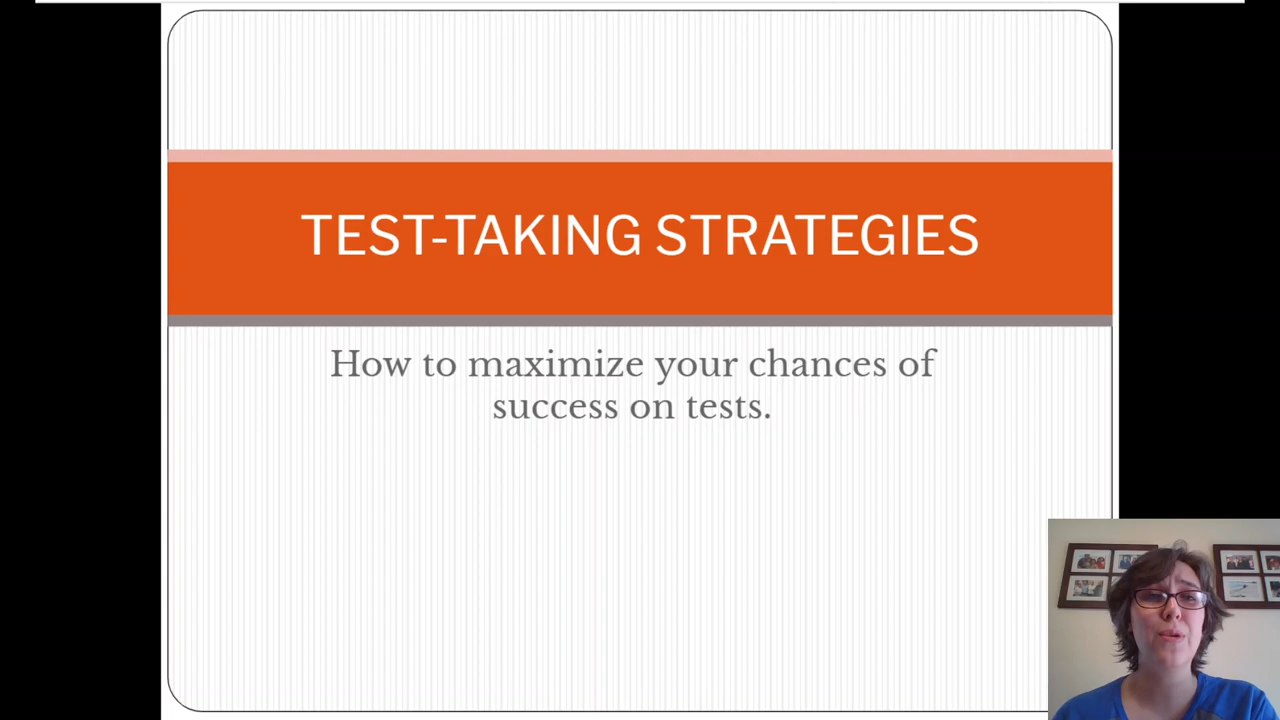 TEST-TAKING STRATEGIES
How to maximize your chances of
success on tests.